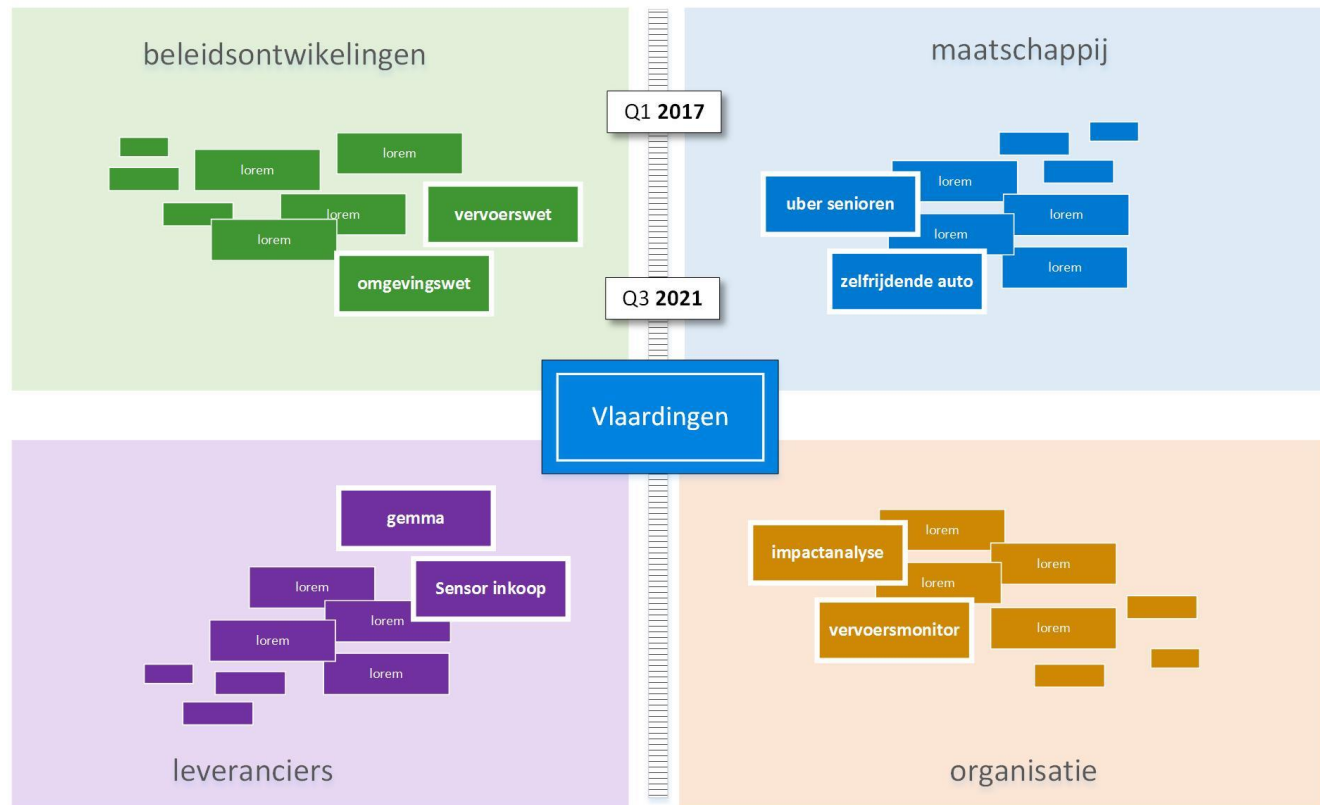 beleidsontwikelingen
lorem
lorem
lorem
vervoerswet
lorem
omgevingswet
maatschappij
lorem
uber senioren
lorem
lorem
lorem
zelfrijdende auto
Q1 2017
Q3 2021
Vlaardingen
gemma
lorem
Sensor inkoop
lorem
lorem
lorem
leveranciers
lorem
impactanalyse
lorem
lorem
vervoersmonitor
lorem
organisatie